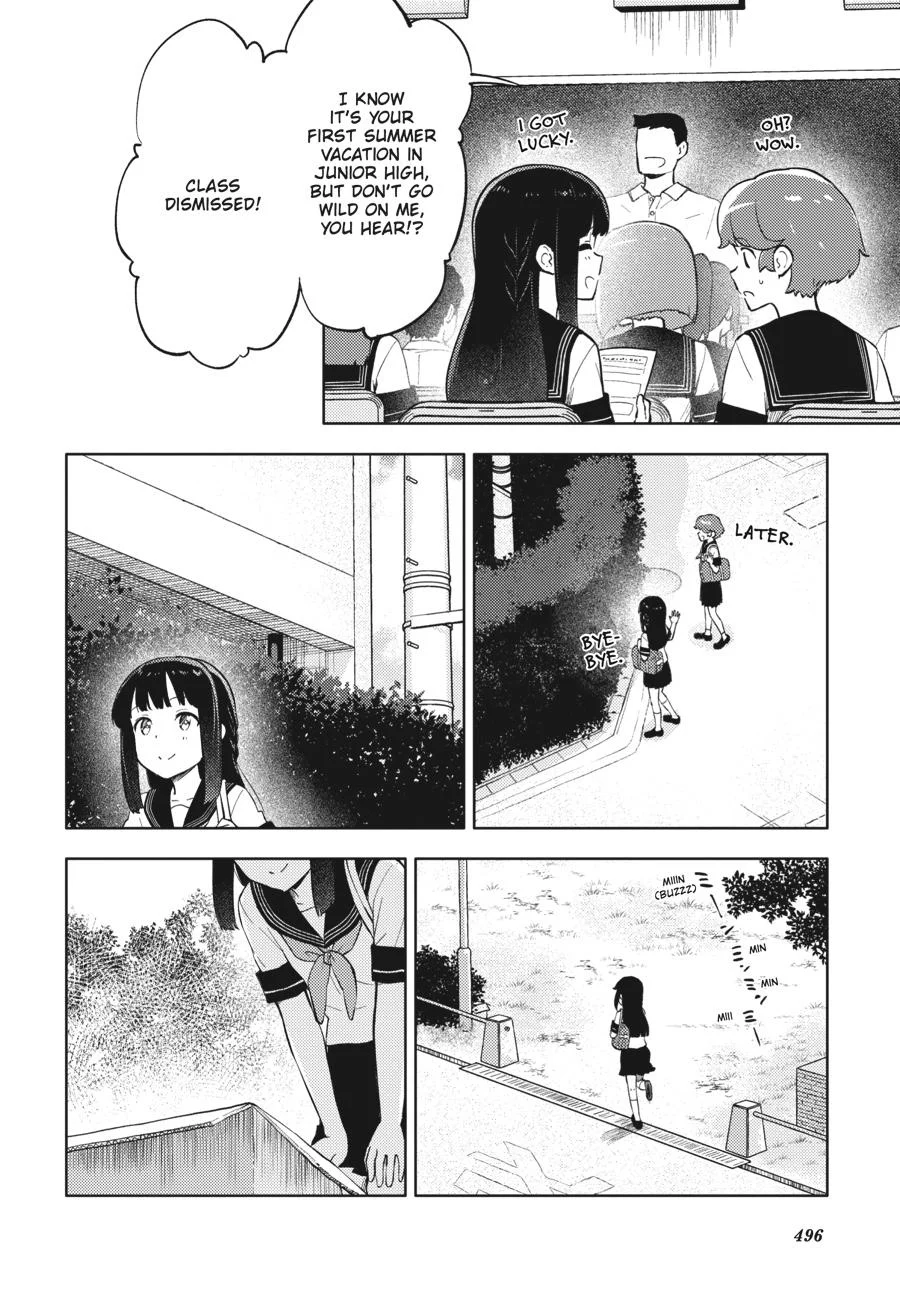 OH?
WOW.
I GOT
LUCKY.
I KNOW
IT'S YOUR
FIRST SUMMER
VACATION IN
JUNIOR HIGH,
BUT DON'T GO
WILD ON ME,
YOU HEAR!?
CLASS
DISMISSED!
LATER.
BYE-
BYE.
MIIIN
(BUZZZ)
MIN
MIN
MIII
496